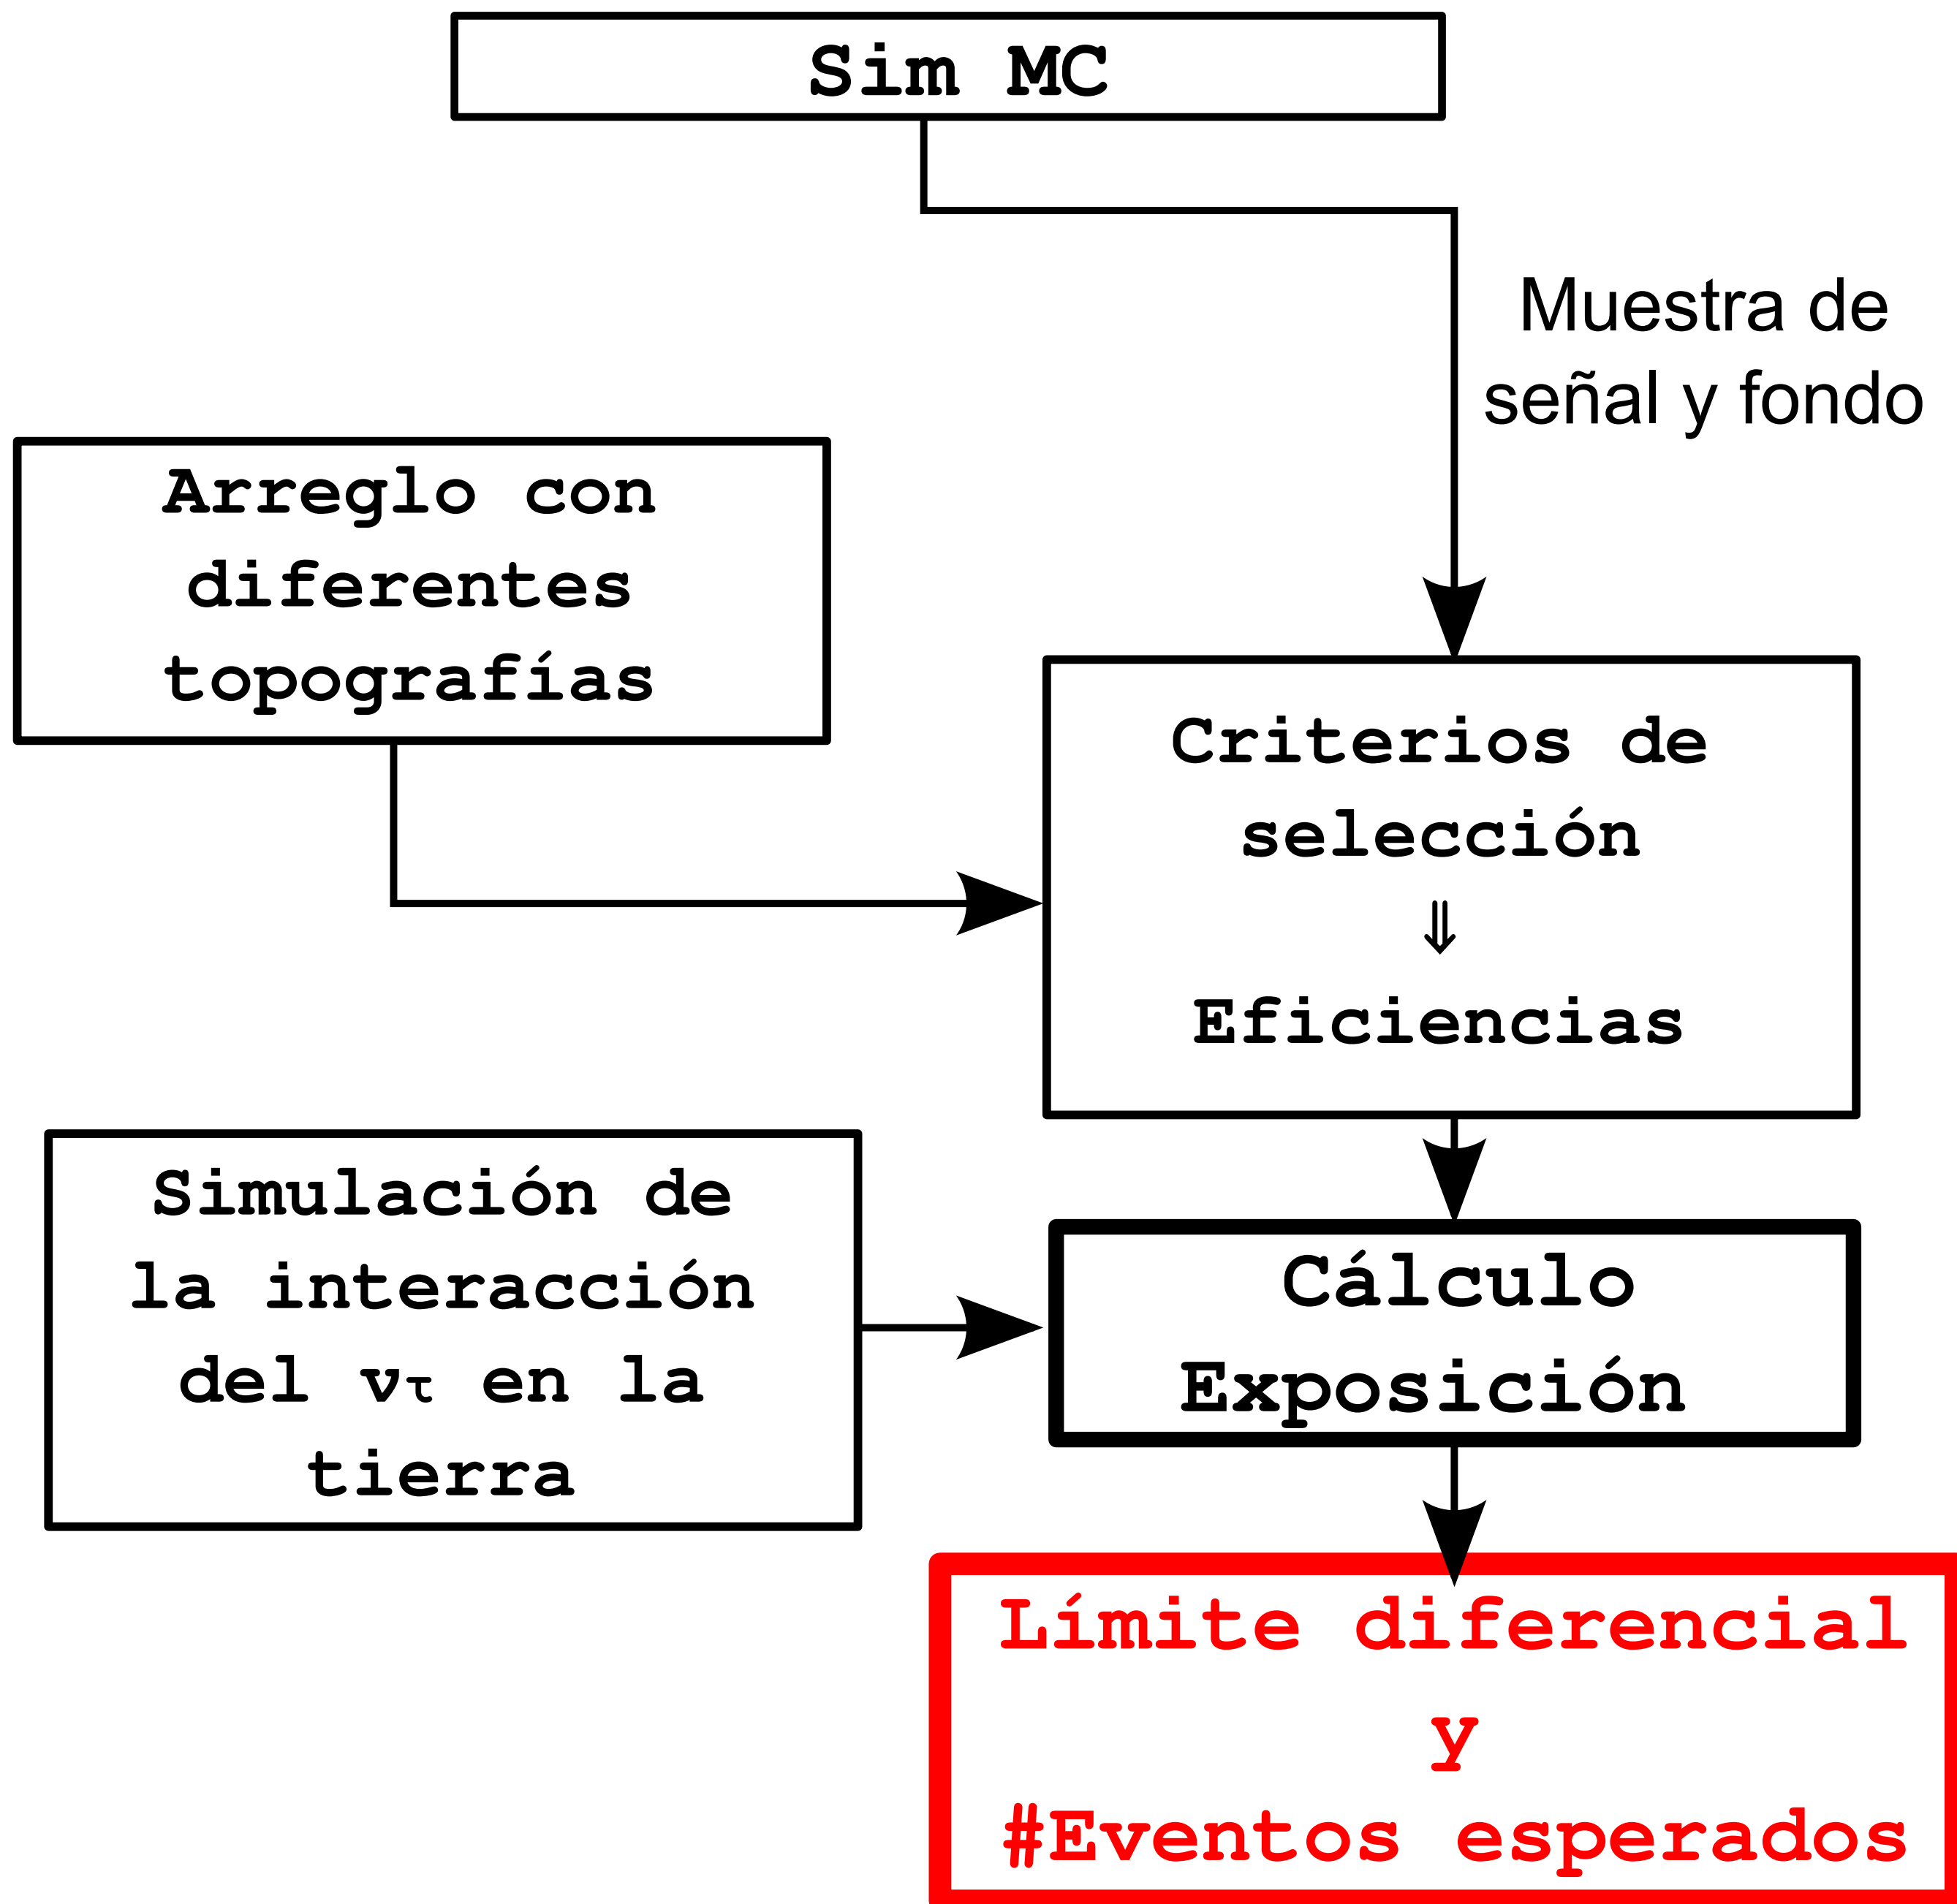 Sim MC
Muestra de
señal y fondo
Arreglo con
diferentes
topografías
Criterios de
selección
⇓
Eficiencias
Simulación de
la interacción
del ντ en la
tierra
Cálculo
Exposición
Límite diferencial
y
#Eventos esperados